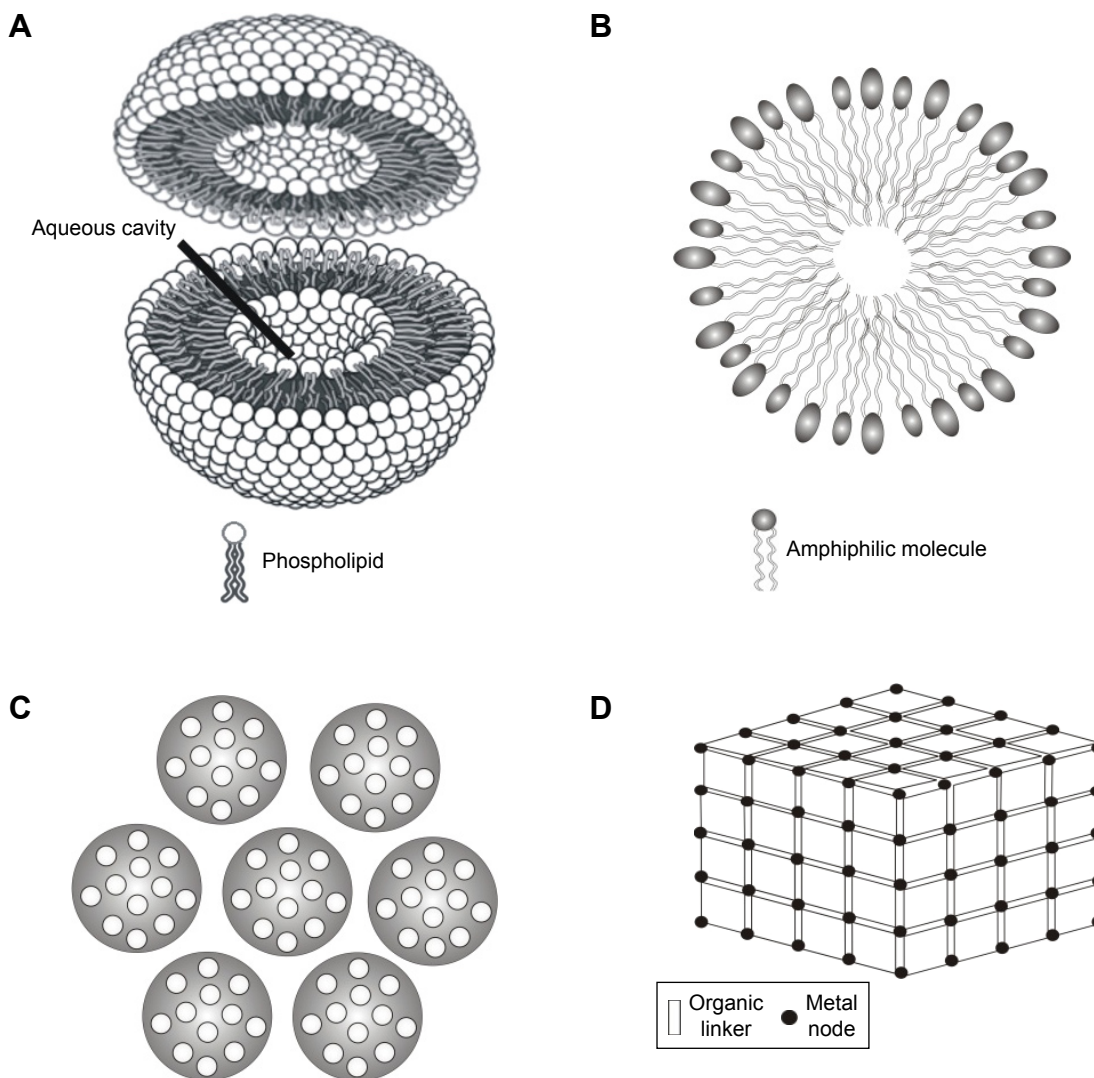 A
B
Aqueous cavity
Phospholipid
Amphiphilic molecule
C
D
Organic
linker
Metal
node